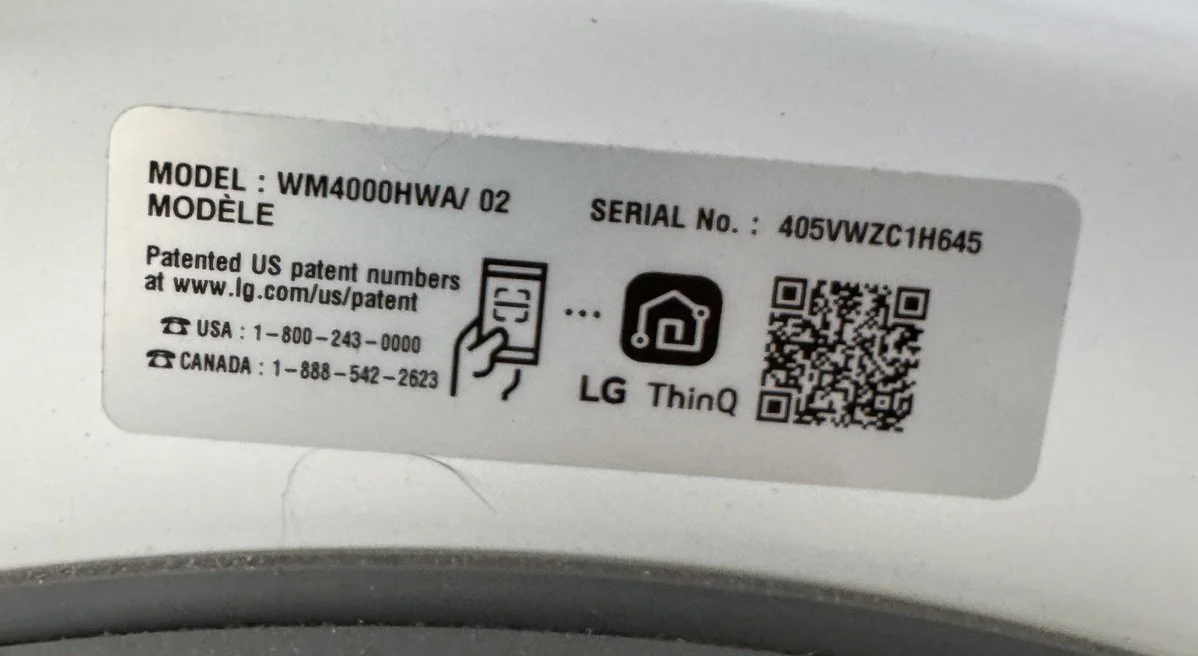 MODEL : WM4000HWA/ 02
MODÈLE
SERIAL No. : 405VWZC1H645
Patented US patent numbers
at www.lg.com/us/patent
☎ USA : 1-800-243-0000
☎ CANADA : 1-888-542-2623
LG ThinQ